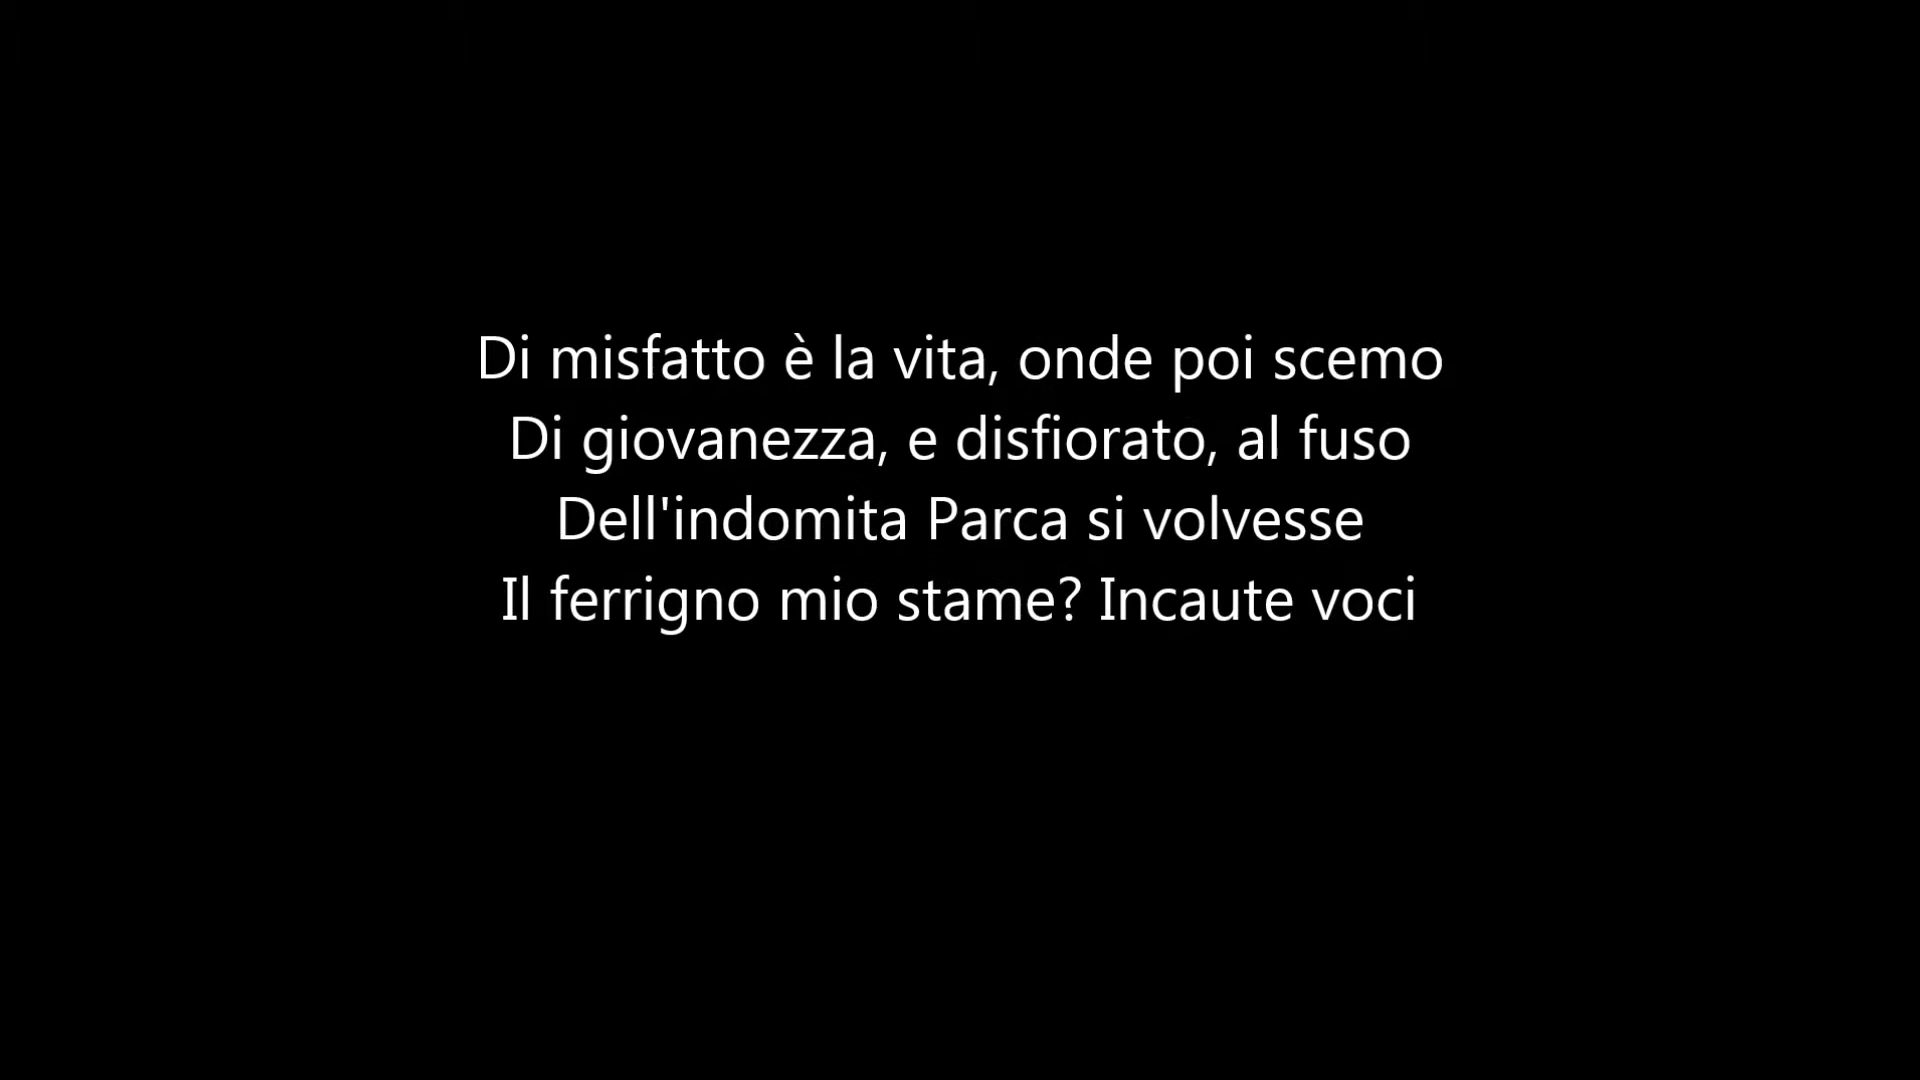 Di misfatto è la vita, onde poi scemo
Di giovanezza, e disfiorato, al fuso
Dell'indomita Parca si volvesse
Il ferrigno mio stame? Incaute voci